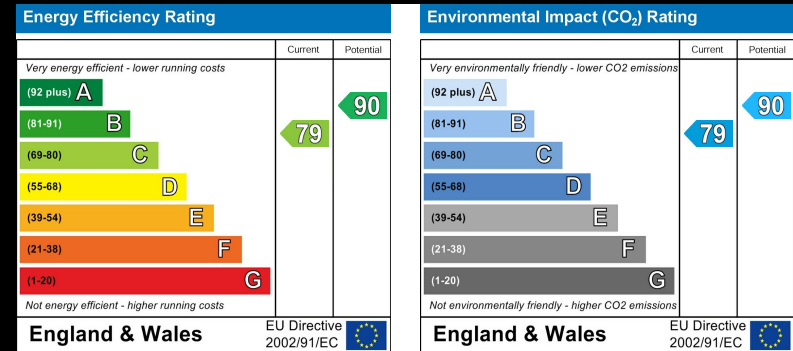 Energy Efficiency Rating
Current Potential
Very energy efficient - lower running costs
(92 plus) A
(81-91) B
(69-80) C
(55-68) D
(39-54) E
(21-38) F
(1-20) G
79
90
Not energy efficient - higher running costs
England & Wales
EU Directive
2002/91/EC
Environmental Impact (CO₂) Rating
Current Potential
Very environmentally friendly - lower CO2 emissions
(92 plus) A
(81-91) B
(69-80) C
(55-68) D
(39-54) E
(21-38) F
(1-20) G
79
90
Not environmentally friendly - higher CO2 emissions
England & Wales
EU Directive
2002/91/EC